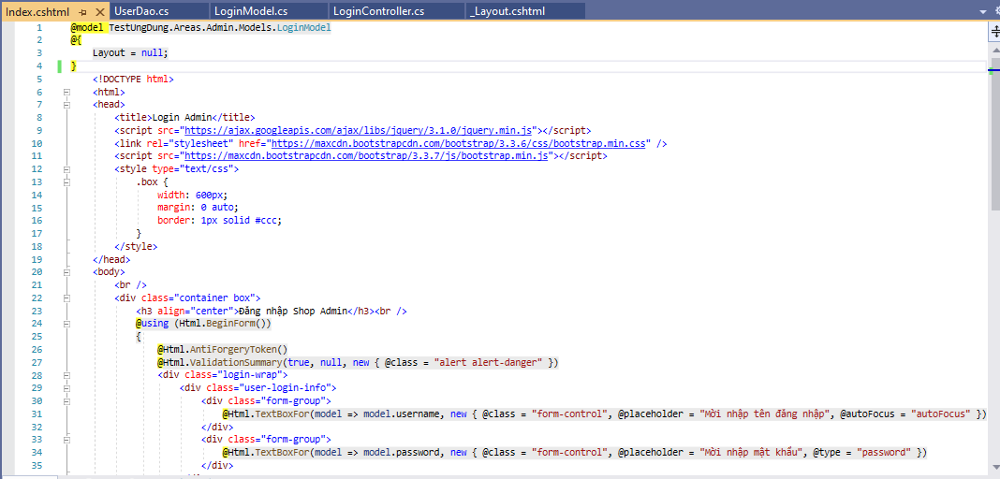 Index.cshtml UserDao.cs LoginModel.cs LoginController.cs _Layout.cshtml
1 @model TestUngDung.Areas.Admin.Models.LoginModel
2 @{
3 Layout = null;
4 }
5 <!DOCTYPE html>
6 <html>
7 <head>
8 <title>Login Admin</title>
9 <script src="https://ajax.googleapis.com/ajax/libs/jquery/3.1.0/jquery.min.js"></script>
10 <link rel="stylesheet" href="https://maxcdn.bootstrapcdn.com/bootstrap/3.3.6/css/bootstrap.min.css" />
11 <script src="https://maxcdn.bootstrapcdn.com/bootstrap/3.3.7/js/bootstrap.min.js"></script>
12 <style type="text/css">
13 .box {
14 width: 600px;
15 margin: 0 auto;
16 border: 1px solid #ccc;
17 }
18 </style>
19 </head>
20 <body>
21 <br />
22 <div class="container box">
23 <h3 align="center">Đăng nhập Shop Admin</h3><br />
24 @using (Html.BeginForm())
25 {
26 @Html.AntiForgeryToken()
27 @Html.ValidationSummary(true, null, new { @class = "alert alert-danger" })
28 <div class="login-wrap">
29 <div class="user-login-info">
30 <div class="form-group">
31 @Html.TextBoxFor(model => model.username, new { @class = "form-control", @placeholder = "Mời nhập tên đăng nhập", @autoFocus = "autoFocus" })
32 </div>
33 <div class="form-group">
34 @Html.TextBoxFor(model => model.password, new { @class = "form-control", @placeholder = "Mời nhập mật khẩu", @type = "password" })
35 </div>